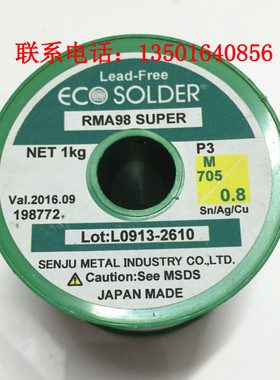 联系电话：13501640856
Lead-Free
ECO SOLDER®
RMA98 SUPER
NET 1kg
P3
M
705
0.8
Val.2016.09
198772
Sn/Ag/Cu
Lot:L0913-2610
SENJU METAL INDUSTRY CO.,LTD.
⚠Caution:See MSDS
JAPAN MADE